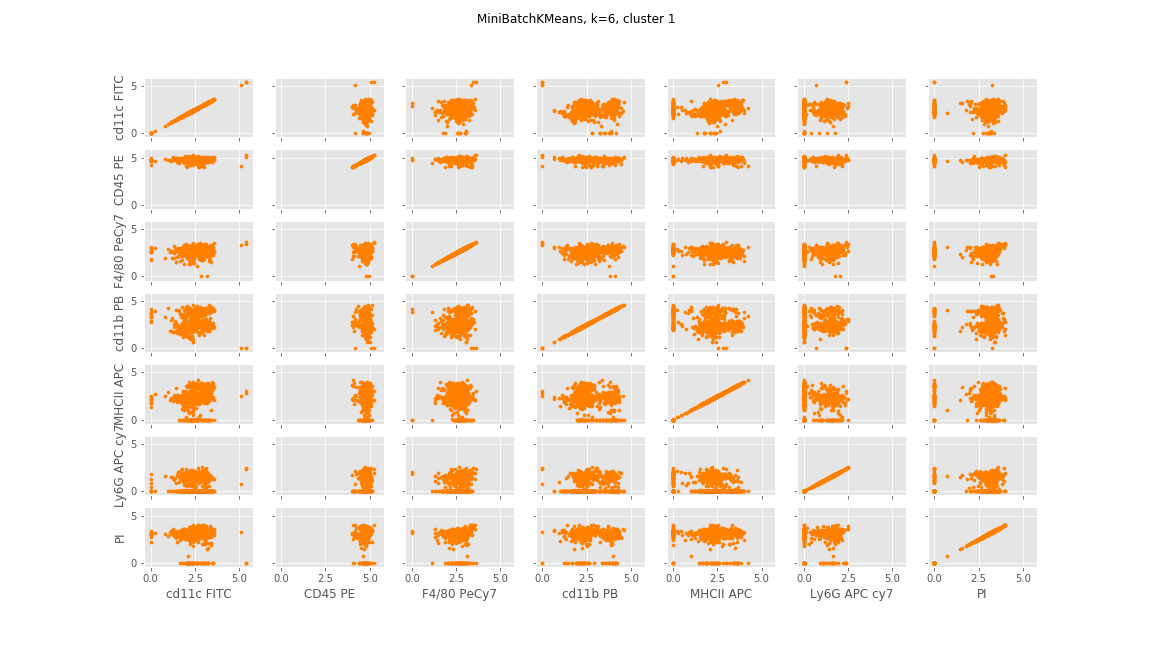 MiniBatchKMeans, k=6, cluster 1
cd11c FITC
5
0
CD45 PE
5
0
F4/80 PeCy7
5
0
cd11b PB
5
0
MHCII APC
5
0
Ly6G APC cy7
5
0
PI
5
0
0.0 2.5 5.0 0.0 2.5 5.0 0.0 2.5 5.0 0.0 2.5 5.0 0.0 2.5 5.0 0.0 2.5 5.0 0.0 2.5 5.0
cd11c FITC CD45 PE F4/80 PeCy7 cd11b PB MHCII APC Ly6G APC cy7 PI